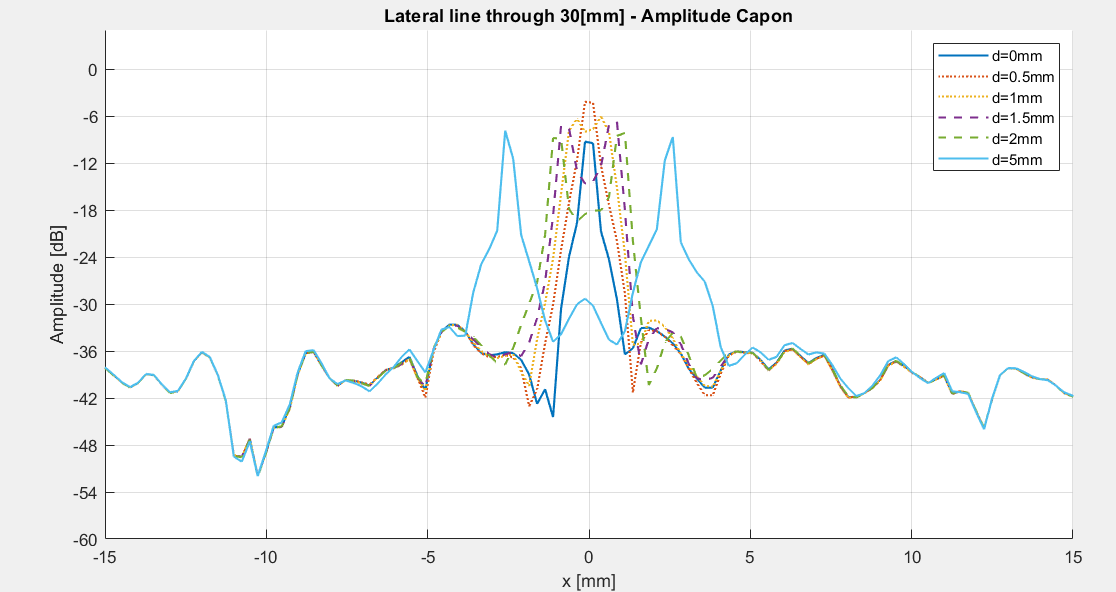 Lateral line through 30[mm] - Amplitude Capon
d=0mm
d=0.5mm
d=1mm
d=1.5mm
d=2mm
d=5mm
0
-6
-12
-18
-24
-30
-36
-42
-48
-54
-60
Amplitude [dB]
-15 -10 -5 0 5 10 15
x [mm]